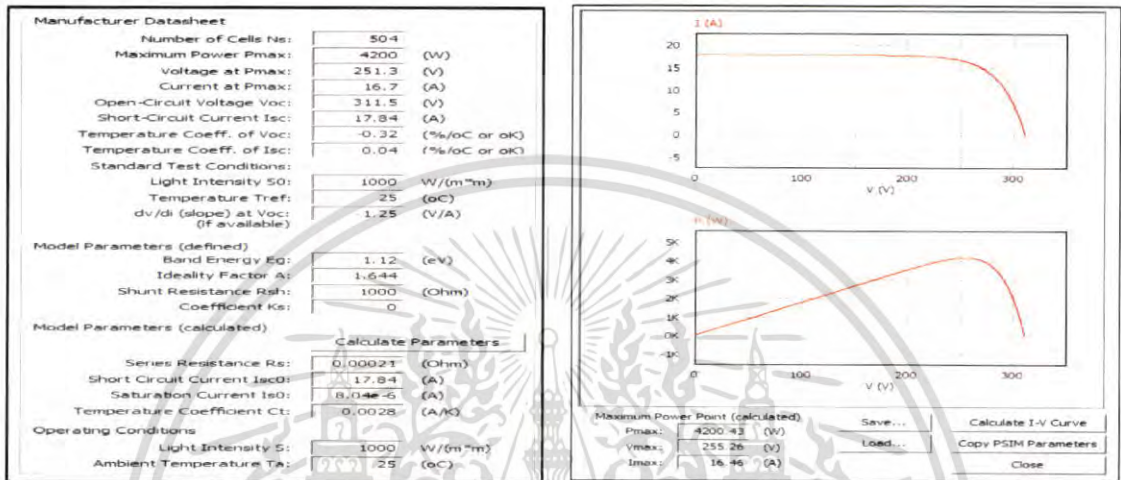 Manufacturer Datasheet
Number of Cells Ns: 504
Maximum Power Pmax: 4200 (W)
Voltage at Pmax: 251.3 (V)
Current at Pmax: 16.7 (A)
Open-Circuit Voltage Voc: 311.5 (V)
Short-Circuit Current Isc: 17.84 (A)
Temperature Coeff. of Voc: -0.32 (%/oC or oK)
Temperature Coeff. of Isc: 0.04 (%/oC or oK)
Standard Test Conditions:
Light Intensity S0: 1000 W/(m*m)
Temperature Tref: 25 (oC)
dv/di (slope) at Voc: -1.25 (V/A)
(if available)
Model Parameters (defined)
Band Energy Eg: 1.12 (eV)
Ideality Factor A: 1.644
Shunt Resistance Rsh: 1000 (Ohm)
Coefficient Ks: 0
Model Parameters (calculated)
Calculate Parameters
Series Resistance Rs: 0.00021 (Ohm)
Short Circuit Current Isc0: 17.84 (A)
Saturation Current Is0: 8.04e-6 (A)
Temperature Coefficient Ct: 0.0028 (A/K)
Operating Conditions
Light Intensity S: 1000 W/(m*m)
Ambient Temperature Ta: 25 (oC)
I (A)
20
15
10
5
0
-5
0 100 200 300
V (V)
P (W)
5K
4K
3K
2K
1K
0K
-1K
0 100 200 300
V (V)
Maximum Power Point (calculated)
Pmax: 4200.43 (W)
Vmax: 255.26 (V)
Imax: 16.46 (A)
Save... Calculate I-V Curve
Load... Copy PSIM Parameters
Close